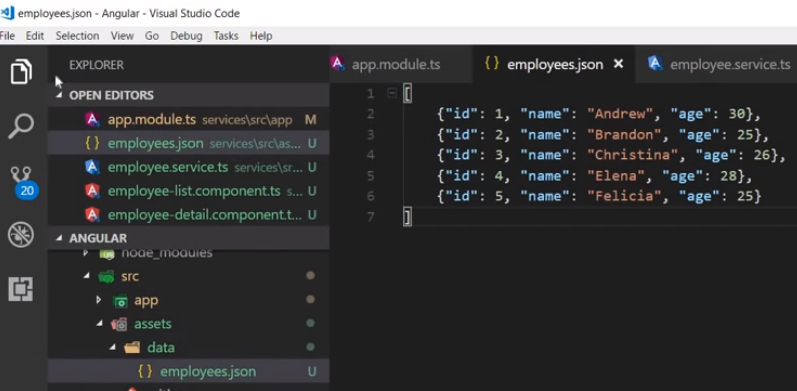 employees.json - Angular - Visual Studio Code
File Edit Selection View Go Debug Tasks Help
EXPLORER
OPEN EDITORS
app.module.ts services\src\app M
employees.json services\src\as... U
employee.service.ts services\sr... U
employee-list.component.ts s... U
employee-detail.component.t... U
20
ANGULAR
node_modules
src
app
assets
data
employees.json U
app.module.ts
{} employees.json ×
employee.service.ts
1 [
2 {"id": 1, "name": "Andrew", "age": 30},
3 {"id": 2, "name": "Brandon", "age": 25},
4 {"id": 3, "name": "Christina", "age": 26},
5 {"id": 4, "name": "Elena", "age": 28},
6 {"id": 5, "name": "Felicia", "age": 25}
7 ]